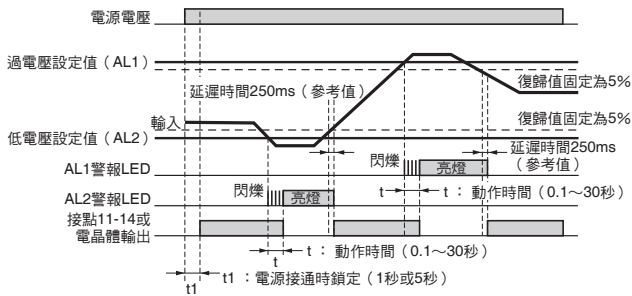 電源電壓
過電壓設定值（AL1）
復歸值固定為5%
延遲時間250ms（參考值）
輸入
復歸值固定為5%
低電壓設定值（AL2）
延遲時間250ms
（參考值）
AL1警報LED
閃爍
亮燈
t
t： 動作時間（0.1～30秒）
AL2警報LED
閃爍
亮燈
接點11-14或
電晶體輸出
t
t： 動作時間（0.1～30秒）
t1
t1 ：電源接通時鎖定（1秒或5秒）